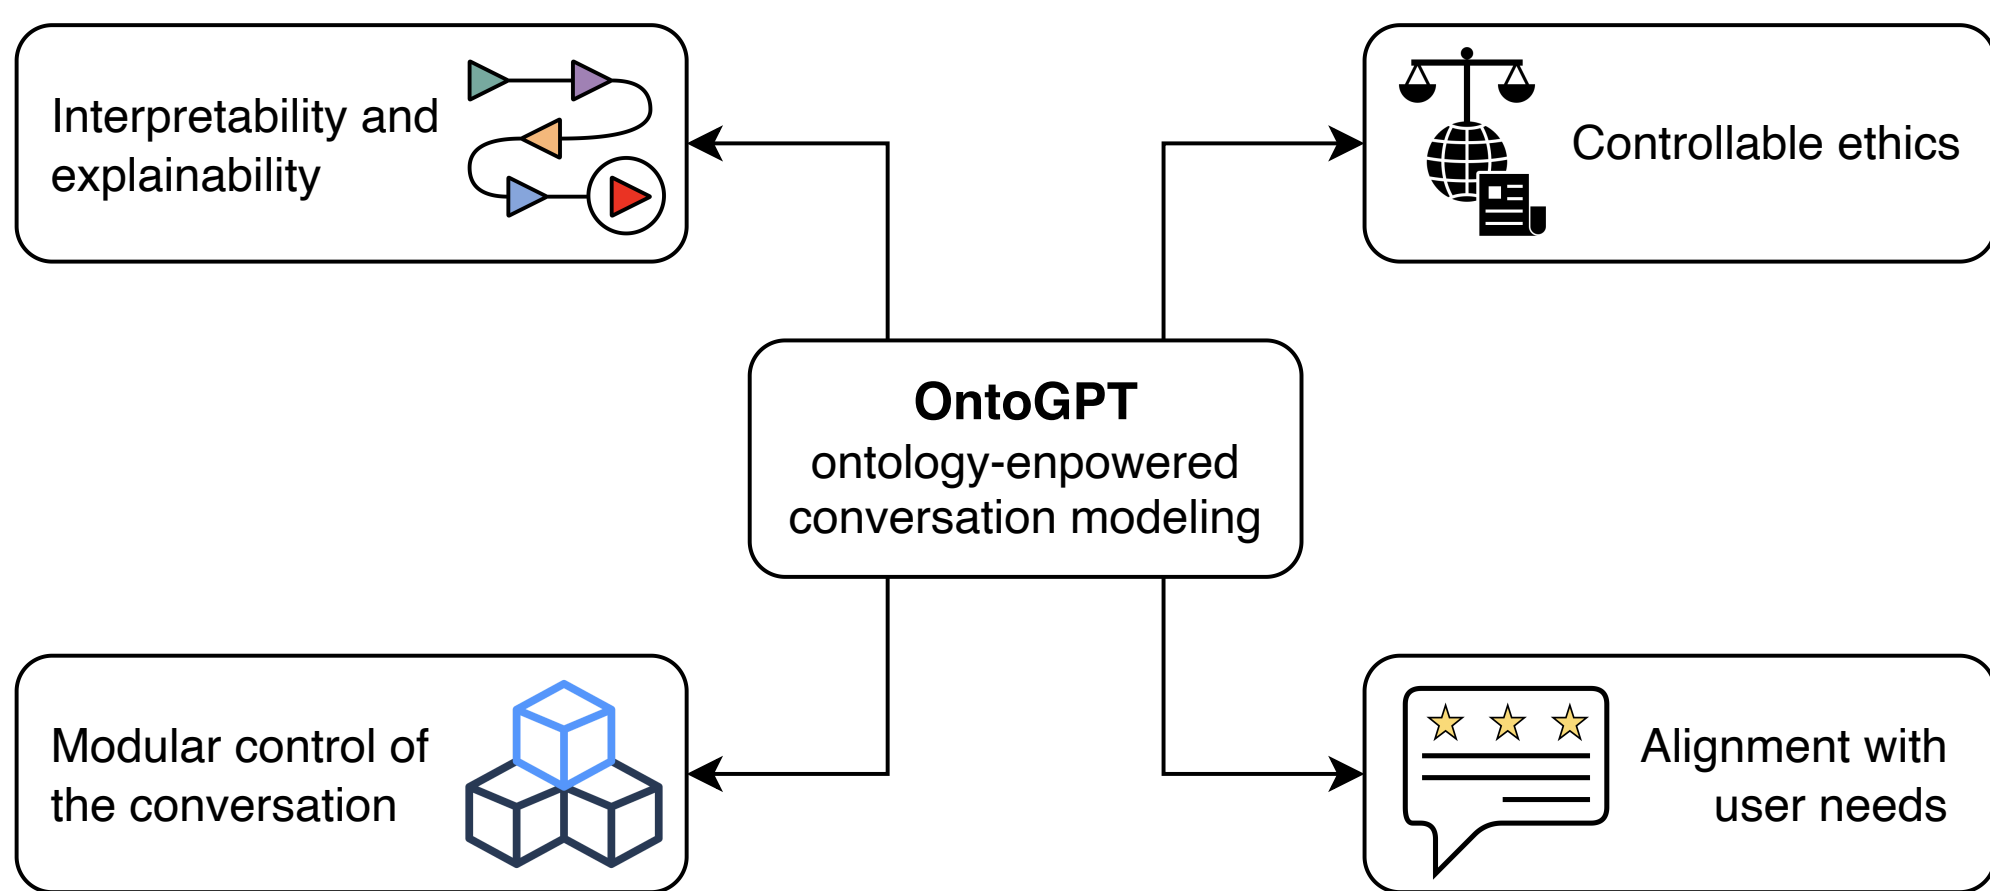 Interpretability and
explainability
Controllable ethics
OntoGPT
ontology-enpowered
conversation modeling
Modular control of
the conversation
Alignment with
user needs